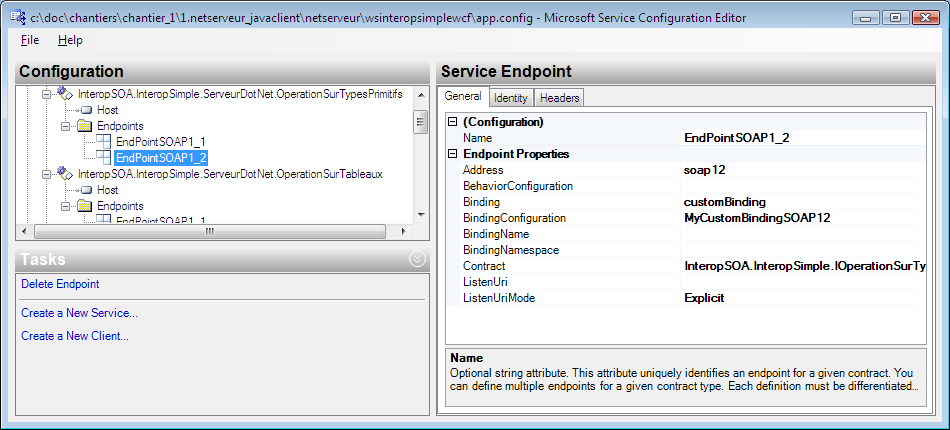 c:\doc\chantiers\chantier_1\1.netserveur_javaclient\netserveur\wsinteropsimplewcf\app.config - Microsoft Service Configuration Editor
File Help
Configuration
InteropSOA.InteropSimple.ServeurDotNet.OperationSurTypesPrimitifs
Host
Endpoints
EndPointSOAP1_1
EndPointSOAP1_2
InteropSOA.InteropSimple.ServeurDotNet.OperationSurTableaux
Host
Endpoints
EndPointSOAP1_1
Tasks
Delete Endpoint
Create a New Service...
Create a New Client...
Service Endpoint
General Identity Headers
(Configuration)
Name EndPointSOAP1_2
Endpoint Properties
Address soap12
BehaviorConfiguration
Binding customBinding
BindingConfiguration MyCustomBindingSOAP12
BindingName
BindingNamespace
Contract InteropSOA.InteropSimple.IOperationSurTy
ListenUri
ListenUriMode Explicit
Name
Optional string attribute. This attribute uniquely identifies an endpoint for a given contract. You
can define multiple endpoints for a given contract type. Each definition must be differentiated...